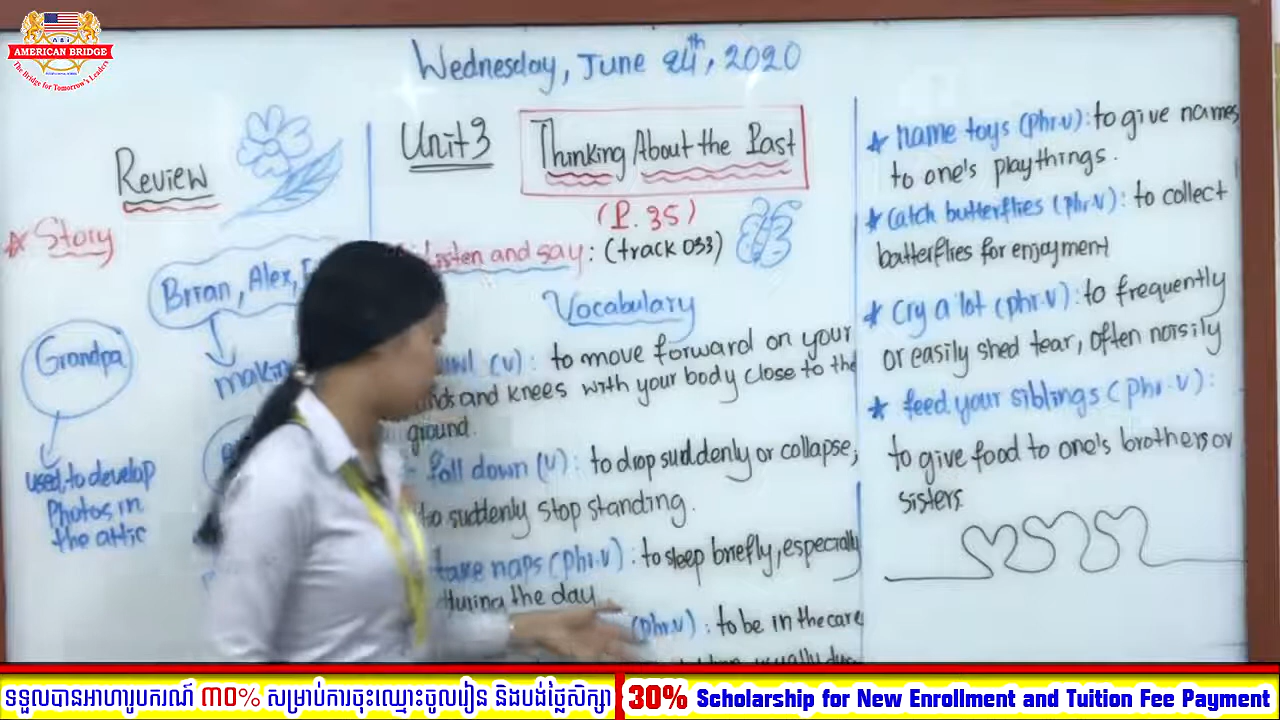 A B i
AMERICAN BRIDGE
The Bridge for Tomorrow's Leaders
Wednesday, June 24th, 2020
Review
* Story
Brian, Alex,
Grandpa
used to develop
Photos in
the attic
Unit 3
Thinking About the Past
(P. 35)
Listen and say: (track 033)
Vocabulary
(v): to move forward on your
and knees with your body close to the
ground.
- fall down (v): to drop suddenly or collapse,
to suddenly stop standing.
take naps (phr.v): to sleep briefly, especially
during the day
(phr.v): to be in the care
* name toys (phr.v): to give names
to one's playthings.
* catch butterflies (phr.v): to collect
butterflies for enjoyment
* cry a lot (phr.v): to frequently
or easily shed tear, often noisily
* feed your siblings (phr.v):
to give food to one's brothers or
sisters.
ទទួលបានអាហារូបករណ៍ ៣០% សម្រាប់ការចុះឈ្មោះចូលរៀន និងបង់ថ្លៃសិក្សា
30% Scholarship for New Enrollment and Tuition Fee Payment